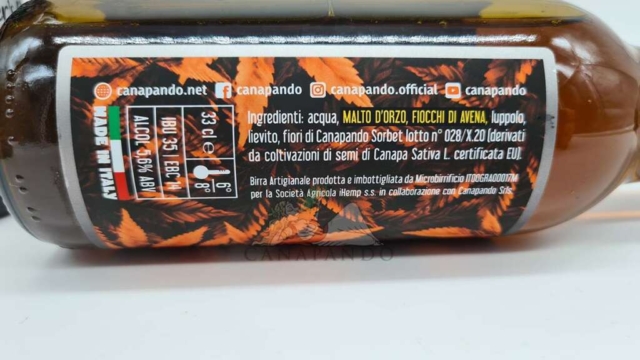 canapando.net canapando canapando.official canapando
MADE IN ITALY
ALCOL 5,6% ABV
IBU 35 | EBC 14
33 cl e
6° 8°
Ingredienti: acqua, MALTO D'ORZO, FIOCCHI DI AVENA, luppolo,
lievito, fiori di Canapando Sorbet lotto n° 028/X.20 (derivati
da coltivazioni di semi di Canapa Sativa L. certificata EU).
Birra Artigianale prodotta e imbottigliata da Microbirrificio
per la Società Agricola iHemp s.s. in collaborazione con Canapando Srls
CANAPANDO